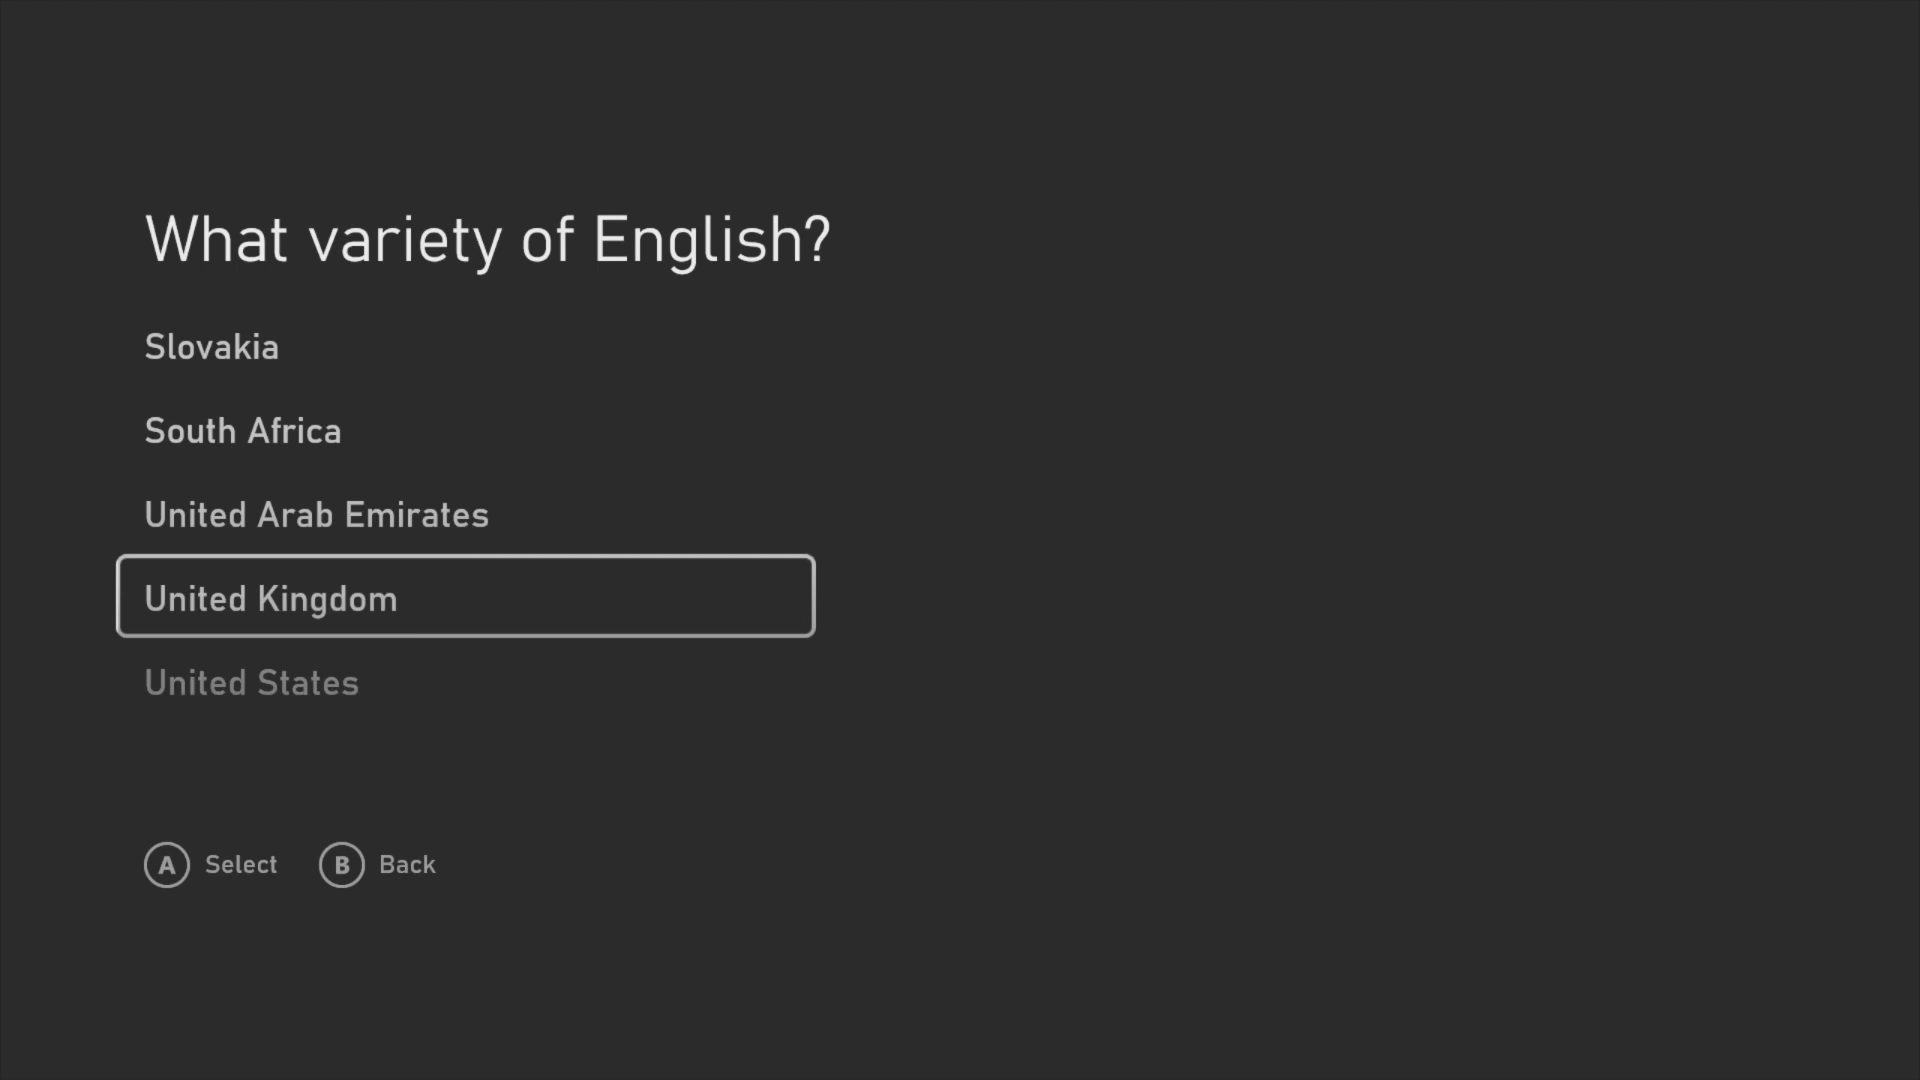 What variety of English?
Slovakia
South Africa
United Arab Emirates
United Kingdom
United States
A Select B Back